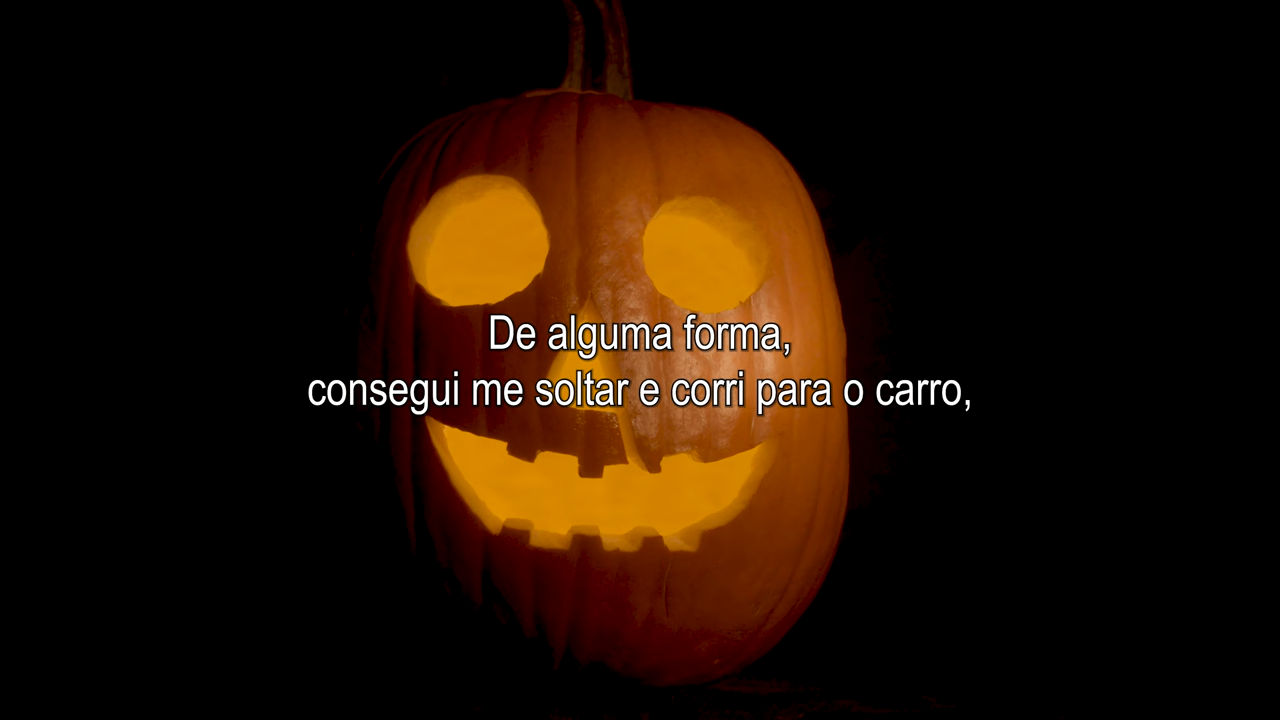 De alguma forma,
consegui me soltar e corri para o carro,